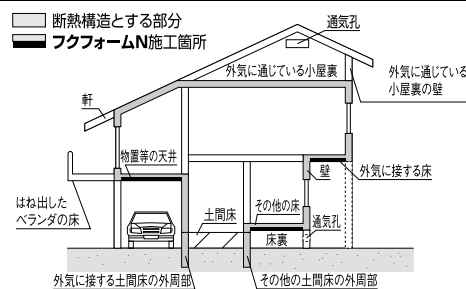 断熱構造とする部分
フクフォームN施工箇所
通気孔
外気に通じている小屋裏
外気に通じている
小屋裏の壁
軒
物置等の天井
壁
外気に接する床
はね出した
ベランダの床
土間床
その他の床
通気孔
床裏
外気に接する土間床の外周部
その他の土間床の外周部